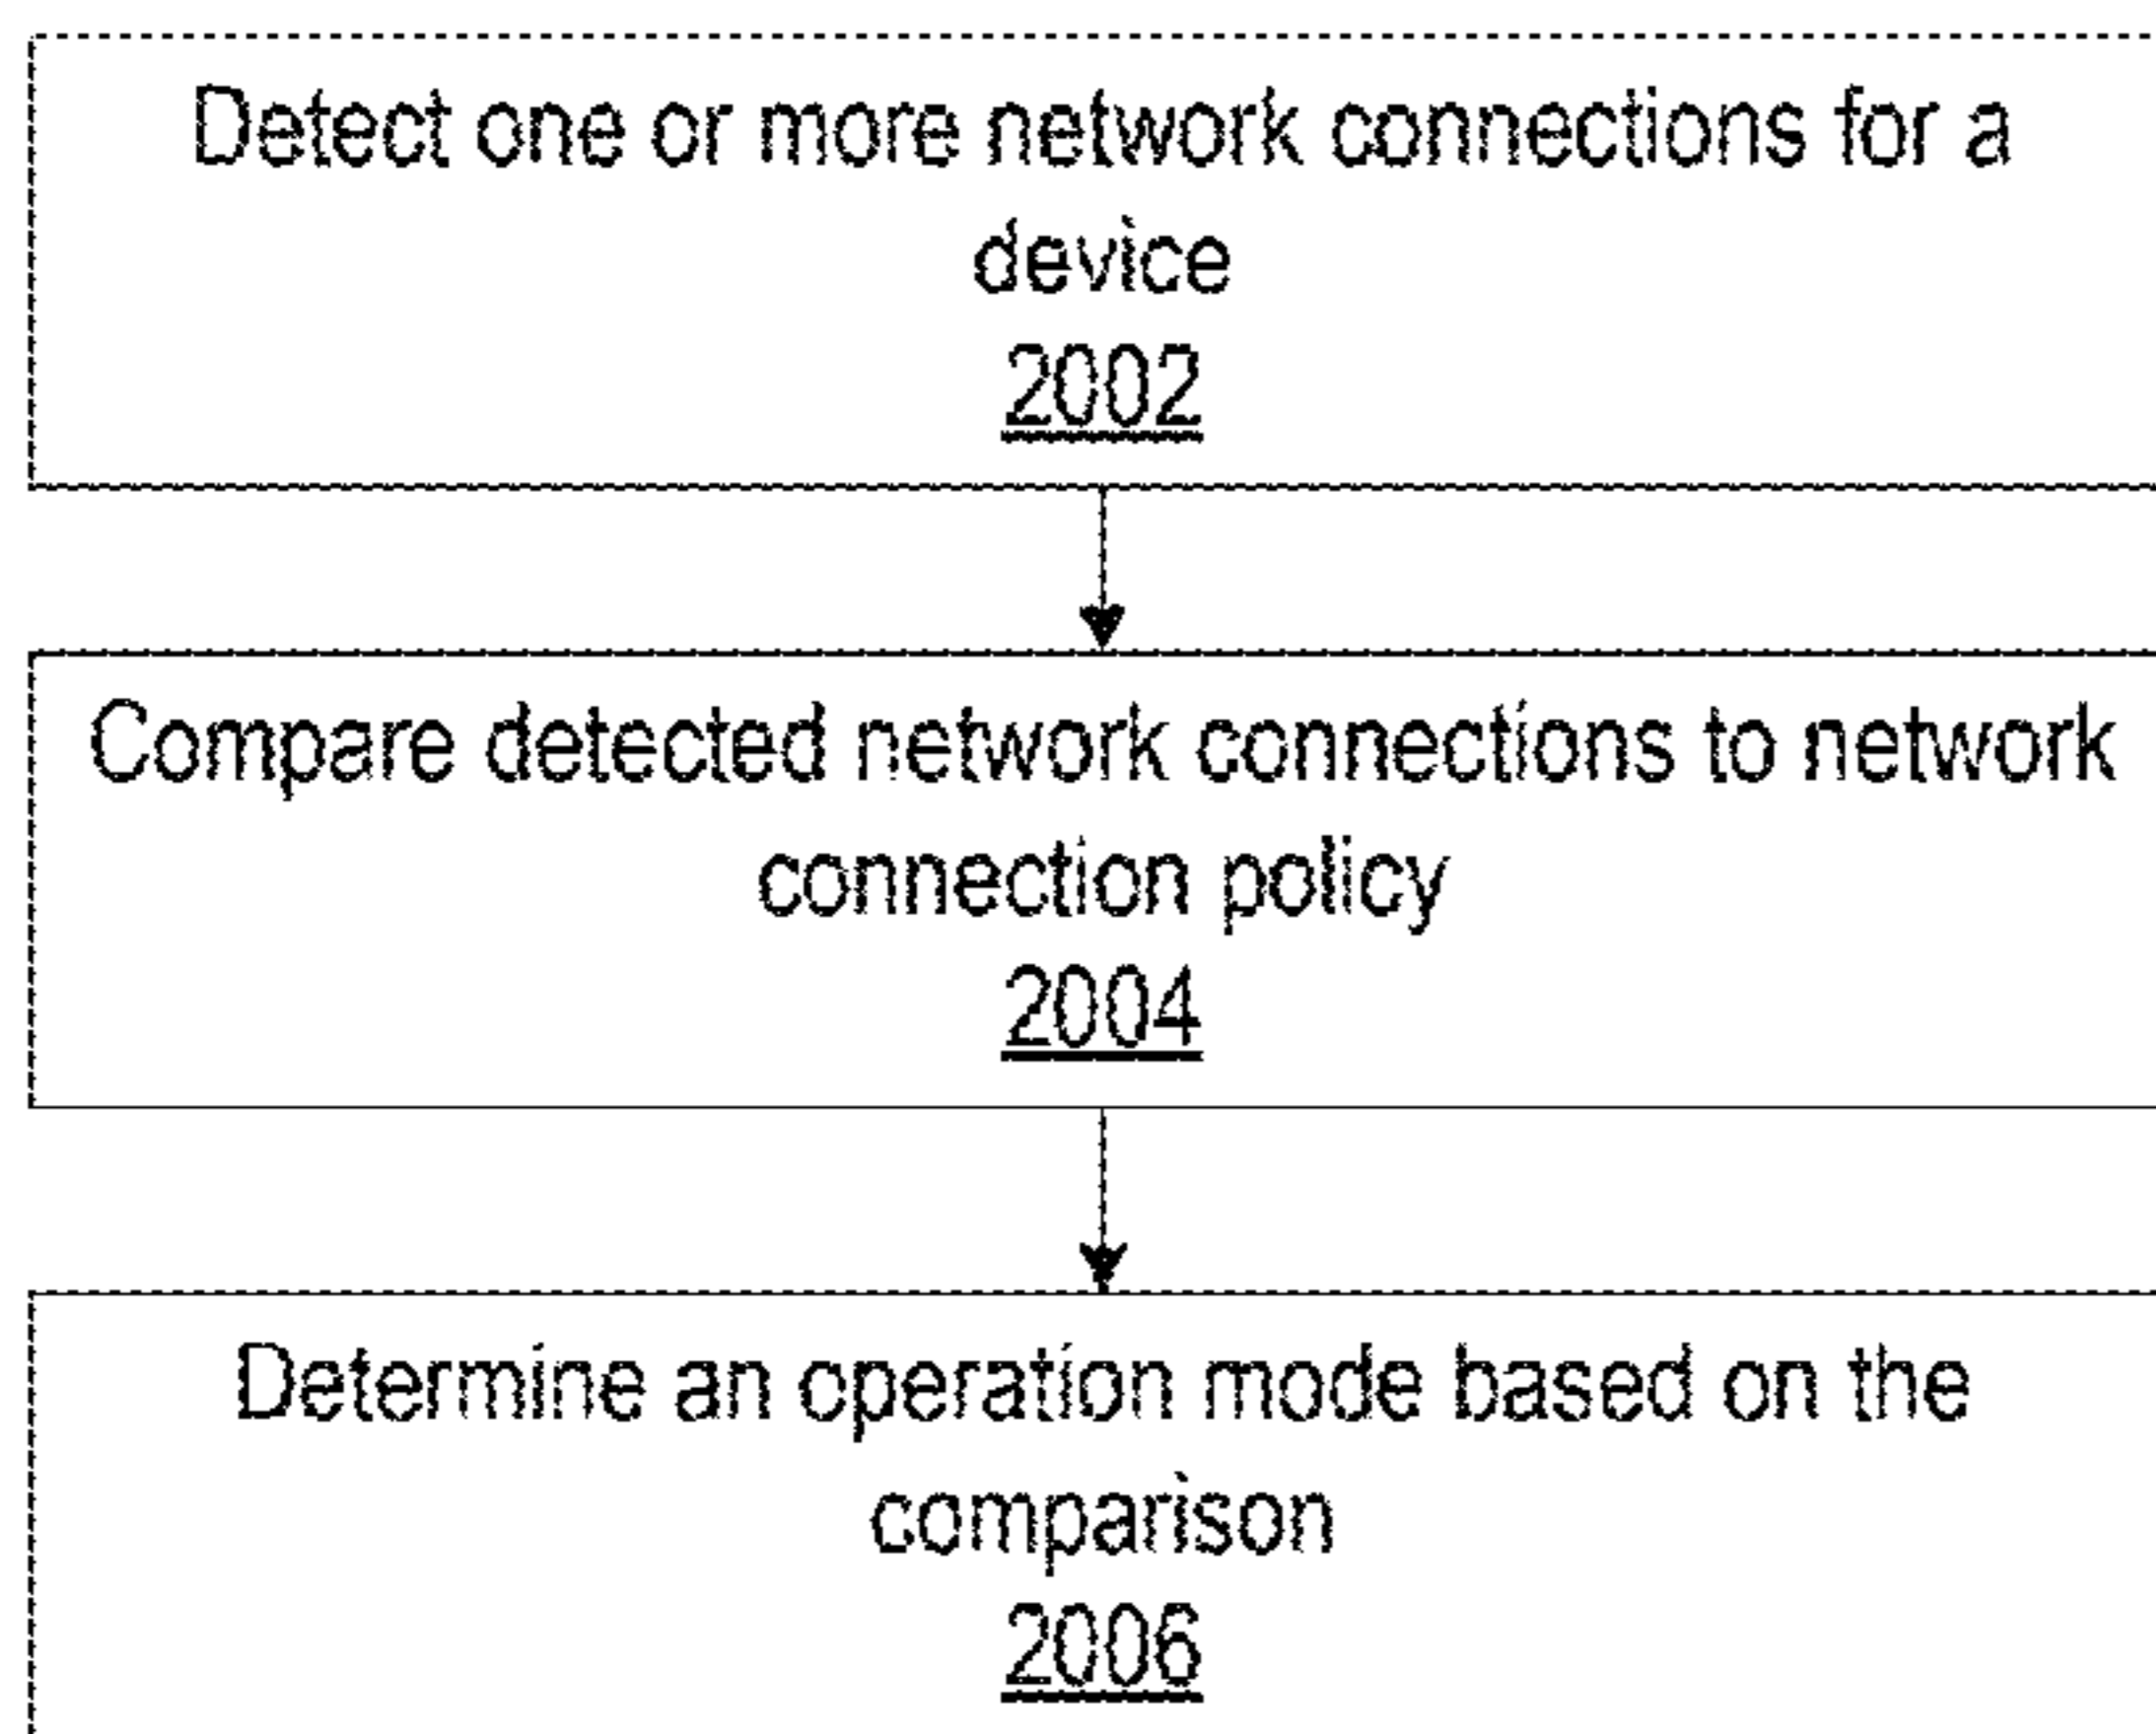 Detect one or more network connections for a
device
2002
Compare detected network connections to network
connection policy
2004
Determine an operation mode based on the
comparison
2006